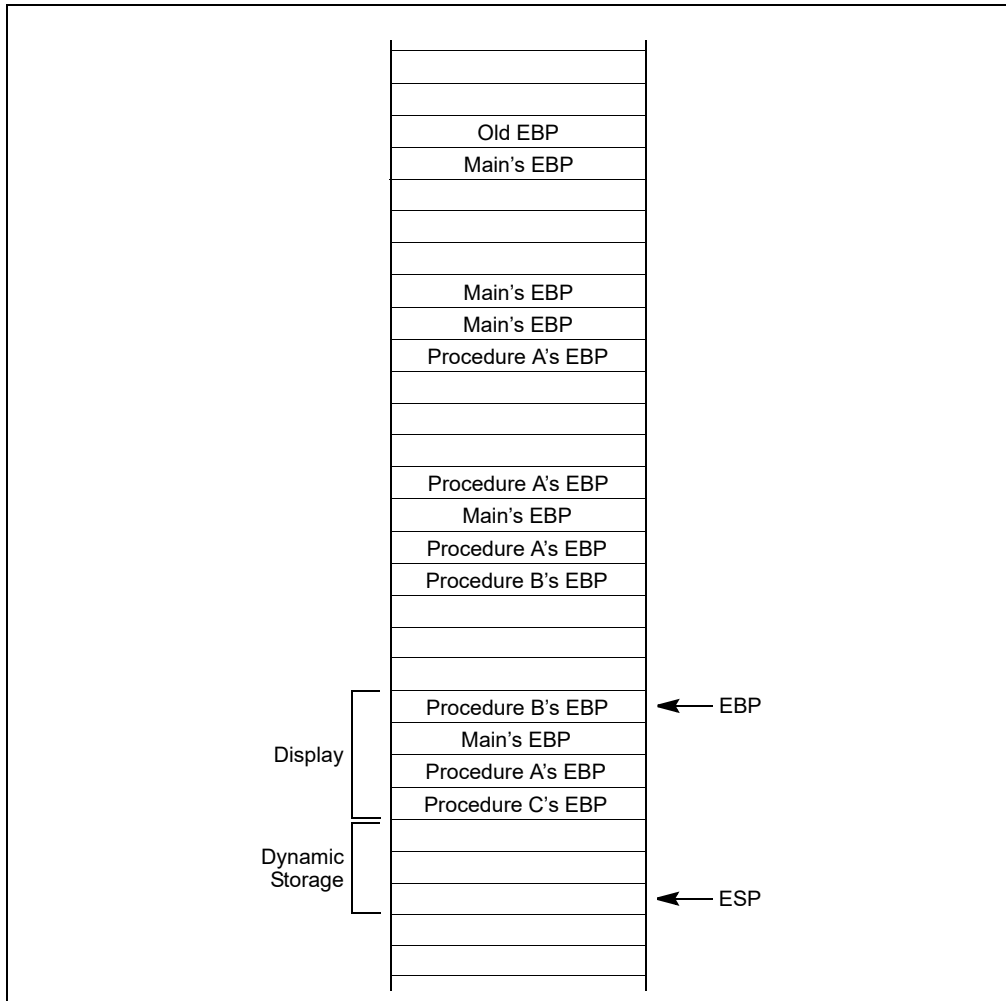 Old EBP
Main’s EBP
Main’s EBP
Main’s EBP
Procedure A’s EBP
Procedure A’s EBP
Main’s EBP
Procedure A’s EBP
Procedure B’s EBP
Procedure B’s EBP
EBP
Main’s EBP
Display
Procedure A’s EBP
Procedure C’s EBP
Dynamic
Storage
ESP